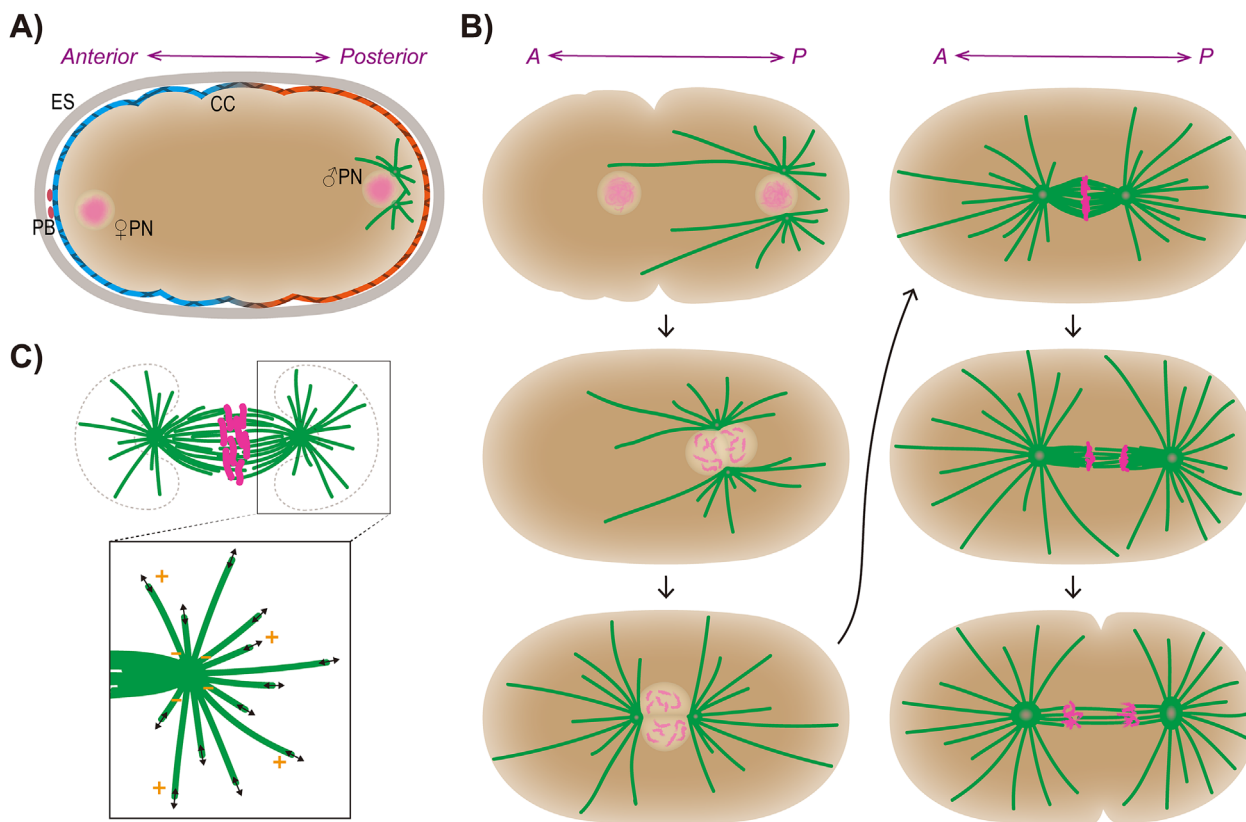 A)
Anterior
Posterior
ES
CC
♂PN
PB
♀PN
B)
A
P
A
P
C)
+
+
+
+
−
−
−
−